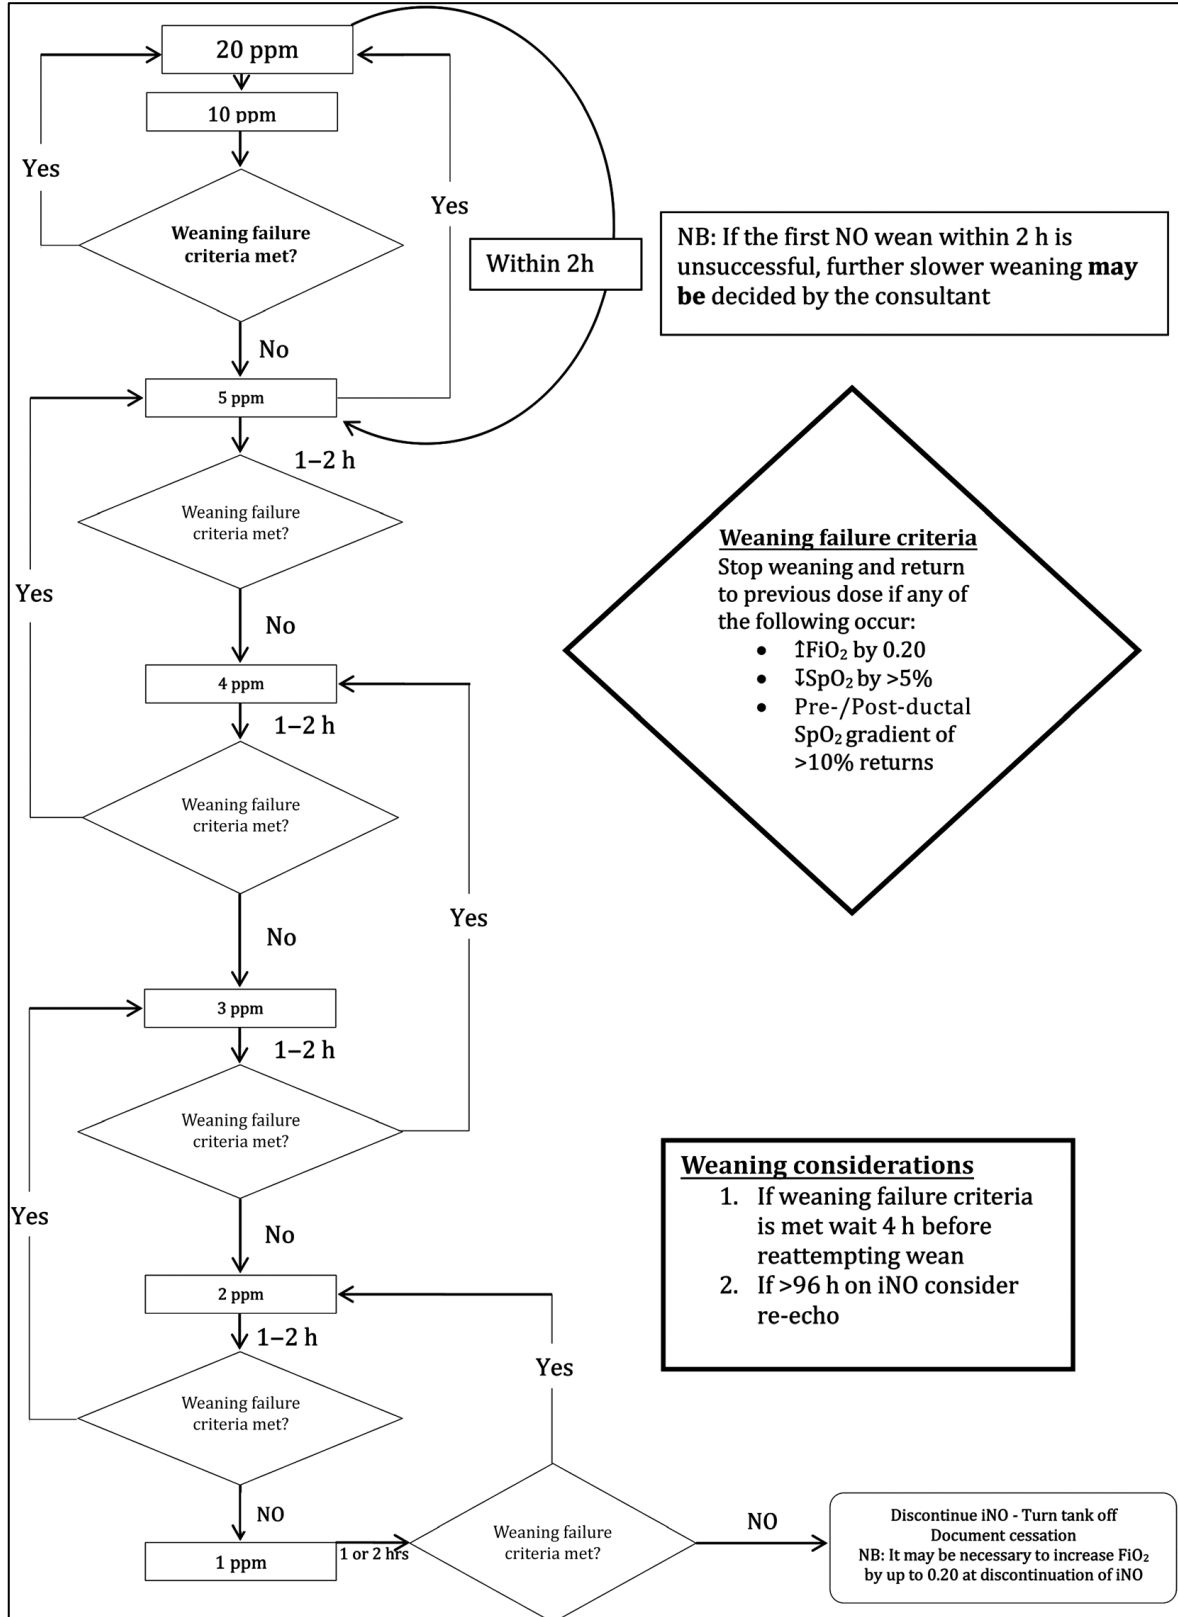 20 ppm
10 ppm
Yes
Weaning failure
criteria met?
Yes
Within 2h
NB: If the first NO wean within 2 h is
unsuccessful, further slower weaning may
be decided by the consultant
No
5 ppm
1–2 h
Weaning failure
criteria met?
Yes
No
Weaning failure criteria
Stop weaning and return
to previous dose if any of
the following occur:
• ↑FiO₂ by 0.20
• ↓SpO₂ by >5%
• Pre-/Post-ductal
SpO₂ gradient of
>10% returns
4 ppm
1–2 h
Weaning failure
criteria met?
Yes
No
3 ppm
1–2 h
Weaning failure
criteria met?
Yes
No
Weaning considerations
1. If weaning failure criteria
is met wait 4 h before
reattempting wean
2. If >96 h on iNO consider
re-echo
2 ppm
1–2 h
Yes
Weaning failure
criteria met?
NO
1 ppm
1 or 2 hrs
Weaning failure
criteria met?
NO
Discontinue iNO - Turn tank off
Document cessation
NB: It may be necessary to increase FiO₂
by up to 0.20 at discontinuation of iNO